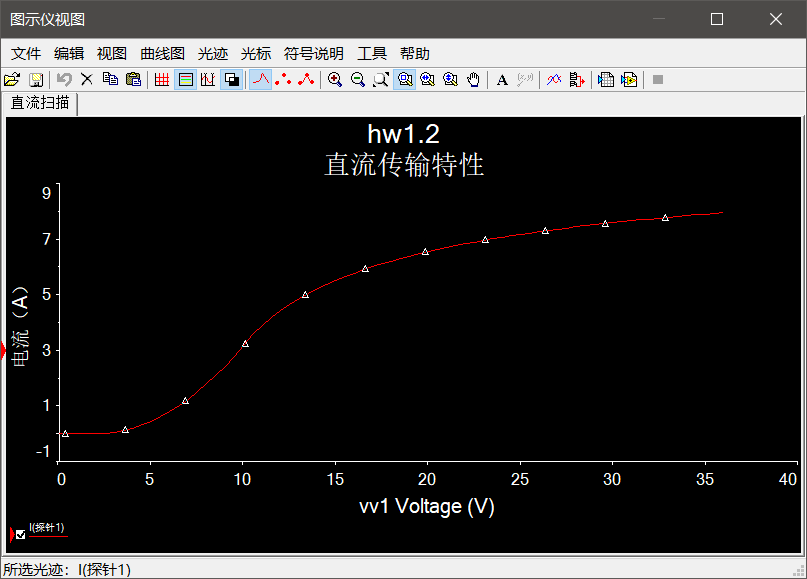 图示仪视图
文件 编辑 视图 曲线图 光迹 光标 符号说明 工具 帮助
A
直流扫描
hw1.2
直流传输特性
9
7
5
3
1
-1
电流（A）
0 5 10 15 20 25 30 35 40
vv1 Voltage (V)
I(探针1)
所选光迹: I(探针1)